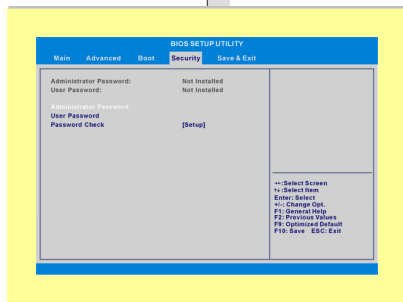 BIOS SETUP UTILITY
Main Advanced Boot Security Save & Exit
Administrator Password: Not Installed
User Password: Not Installed
Administrator Password
User Password
Password Check [Setup]
↔:Select Screen
↑↓:Select Item
Enter: Select
+/-: Change Opt.
F1: General Help
F2: Previous Values
F9: Optimized Default
F10: Save ESC: Exit